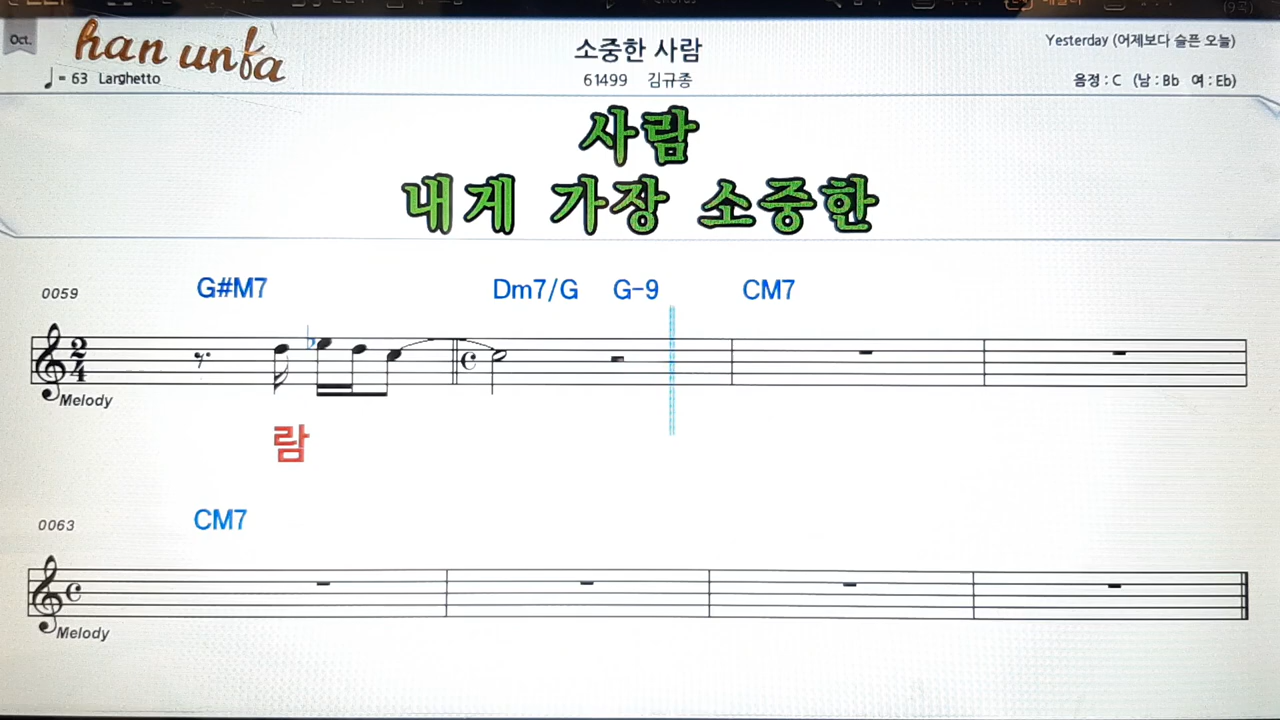 Oct.
han unfa
= 63 Larghetto
소중한 사람
61499 김규종
Yesterday (어제보다 슬픈 오늘)
음정 : C (남 : Bb 여 : Eb)
사람
내게 가장 소중한
0059
G#M7 Dm7/G G-9 CM7
2
4
Melody
람
0063
CM7
Melody